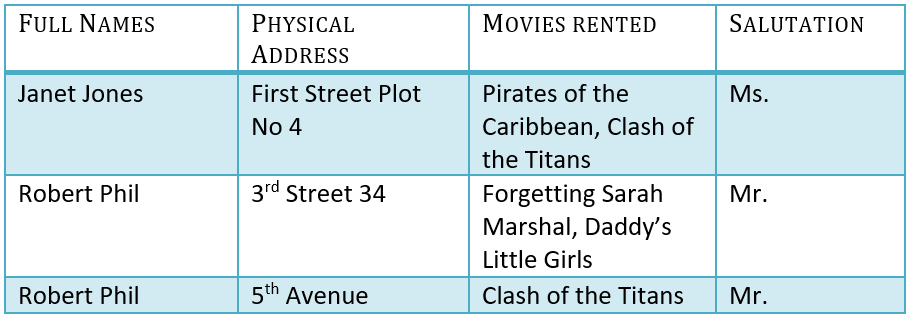 FULL NAMES
PHYSICAL
ADDRESS
MOVIES RENTED
SALUTATION
Janet Jones
First Street Plot
No 4
Pirates of the
Caribbean, Clash of
the Titans
Ms.
Robert Phil
3rd Street 34
Forgetting Sarah
Marshal, Daddy’s
Little Girls
Mr.
Robert Phil
5th Avenue
Clash of the Titans
Mr.